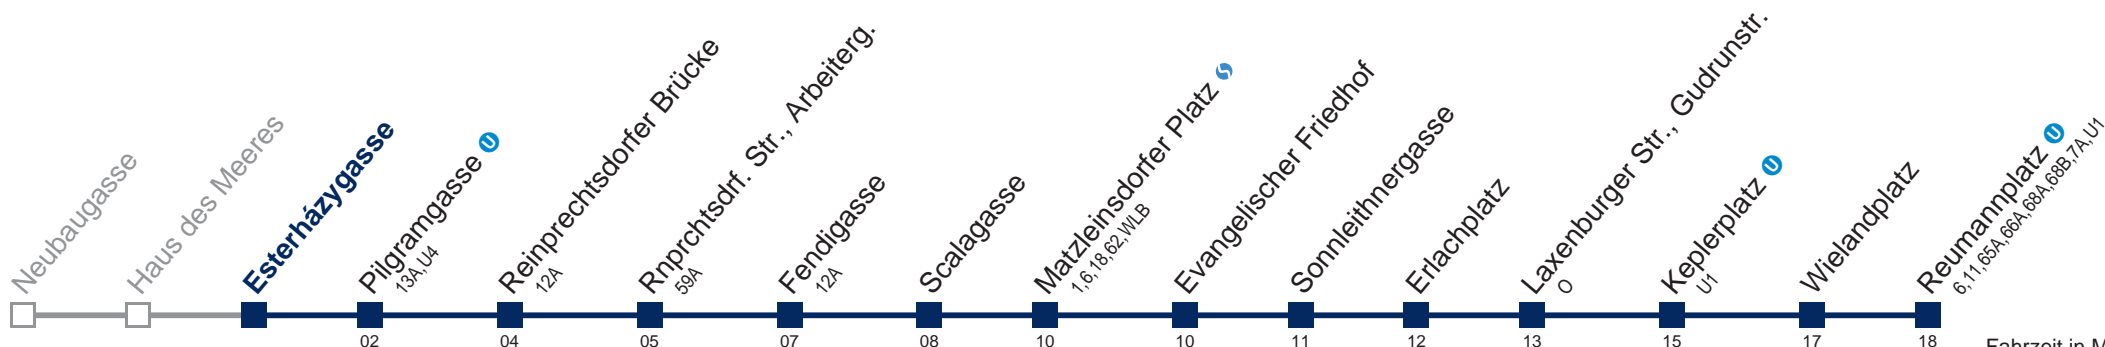 Neubaugasse
Haus des Meeres
Esterházygasse
Pilgramgasse U
13A,U4
Reinprechtsdorfer Brücke
12A
Rnprchtsdrf. Str., Arbeiterg.
59A
Fendigasse
12A
Scalagasse
Matzleinsdorfer Platz S
1,6,18,62,WLB
Evangelischer Friedhof
Sonnleithnergasse
Erlachplatz
Laxenburger Str., Gudrunstr.
O
Keplerplatz U
U1
Wielandplatz
Reumannplatz U
6,11,65A,66A,68A,68B,7A,U1
02 04 05 07 08 10 10 11 12 13 15 17 18
Fahrzeit in M